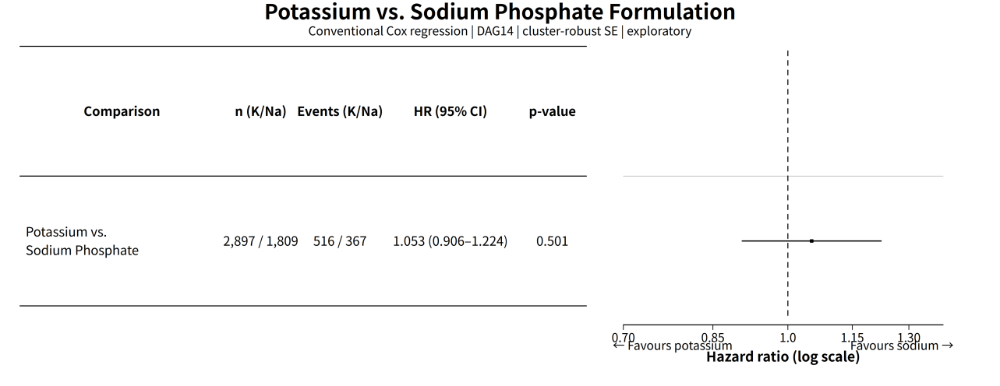 Potassium vs. Sodium Phosphate Formulation
Conventional Cox regression | DAG14 | cluster-robust SE | exploratory
Comparison n (K/Na) Events (K/Na) HR (95% CI) p-value
Potassium vs.
Sodium Phosphate
2,897 / 1,809 516 / 367 1.053 (0.906–1.224) 0.501
0.70 0.85 1.0 1.15 1.30
← Favours potassium Favours sodium →
Hazard ratio (log scale)